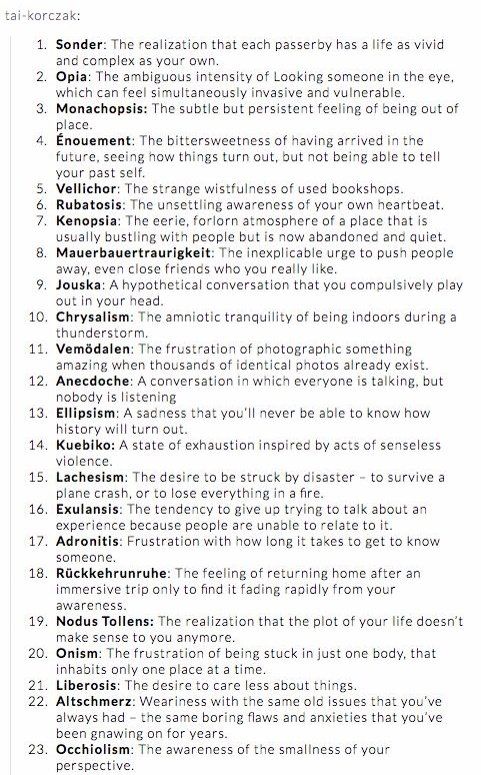 tai-korczak:
1. Sonder: The realization that each passerby has a life as vivid
and complex as your own.
2. Opia: The ambiguous intensity of Looking someone in the eye,
which can feel simultaneously invasive and vulnerable.
3. Monachopsis: The subtle but persistent feeling of being out of
place.
4. Énouement: The bittersweetness of having arrived in the
future, seeing how things turn out, but not being able to tell
your past self.
5. Vellichor: The strange wistfulness of used bookshops.
6. Rubatosis: The unsettling awareness of your own heartbeat.
7. Kenopsia: The eerie, forlorn atmosphere of a place that is
usually bustling with people but is now abandoned and quiet.
8. Mauerbauertraurigkeit: The inexplicable urge to push people
away, even close friends who you really like.
9. Jouska: A hypothetical conversation that you compulsively play
out in your head.
10. Chrysalism: The amniotic tranquility of being indoors during a
thunderstorm.
11. Vemödalen: The frustration of photographic something
amazing when thousands of identical photos already exist.
12. Anecdoche: A conversation in which everyone is talking, but
nobody is listening
13. Ellipsism: A sadness that you'll never be able to know how
history will turn out.
14. Kuebiko: A state of exhaustion inspired by acts of senseless
violence.
15. Lachesism: The desire to be struck by disaster – to survive a
plane crash, or to lose everything in a fire.
16. Exulansis: The tendency to give up trying to talk about an
experience because people are unable to relate to it.
17. Adronitis: Frustration with how long it takes to get to know
someone.
18. Rückkehrunruhe: The feeling of returning home after an
immersive trip only to find it fading rapidly from your
awareness.
19. Nodus Tollens: The realization that the plot of your life doesn't
make sense to you anymore.
20. Onism: The frustration of being stuck in just one body, that
inhabits only one place at a time.
21. Liberosis: The desire to care less about things.
22. Altschmerz: Weariness with the same old issues that you've
always had – the same boring flaws and anxieties that you've
been gnawing on for years.
23. Occhiolism: The awareness of the smallness of your
perspective.